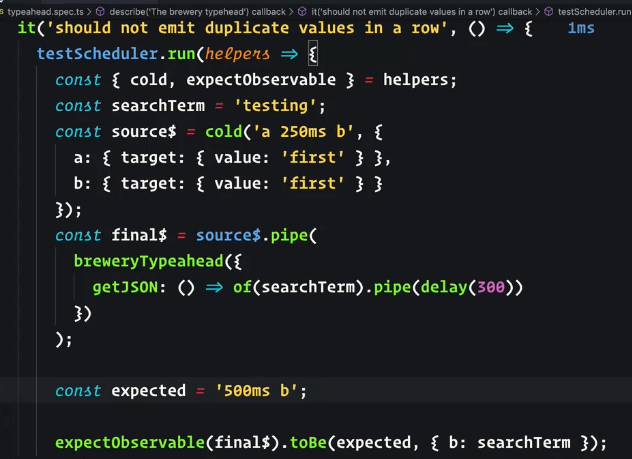 typeahead.spec.ts > describe('The brewery typehead') callback > it('should not emit duplicate values in a row') callback > testScheduler.run
it('should not emit duplicate values in a row', () => { 1ms
testScheduler.run(helpers => {
const { cold, expectObservable } = helpers;
const searchTerm = 'testing';
const source$ = cold('a 250ms b', {
a: { target: { value: 'first' } },
b: { target: { value: 'first' } }
});
const final$ = source$.pipe(
breweryTypeahead({
getJSON: () => of(searchTerm).pipe(delay(300))
})
);
const expected = '500ms b';
expectObservable(final$).toBe(expected, { b: searchTerm });